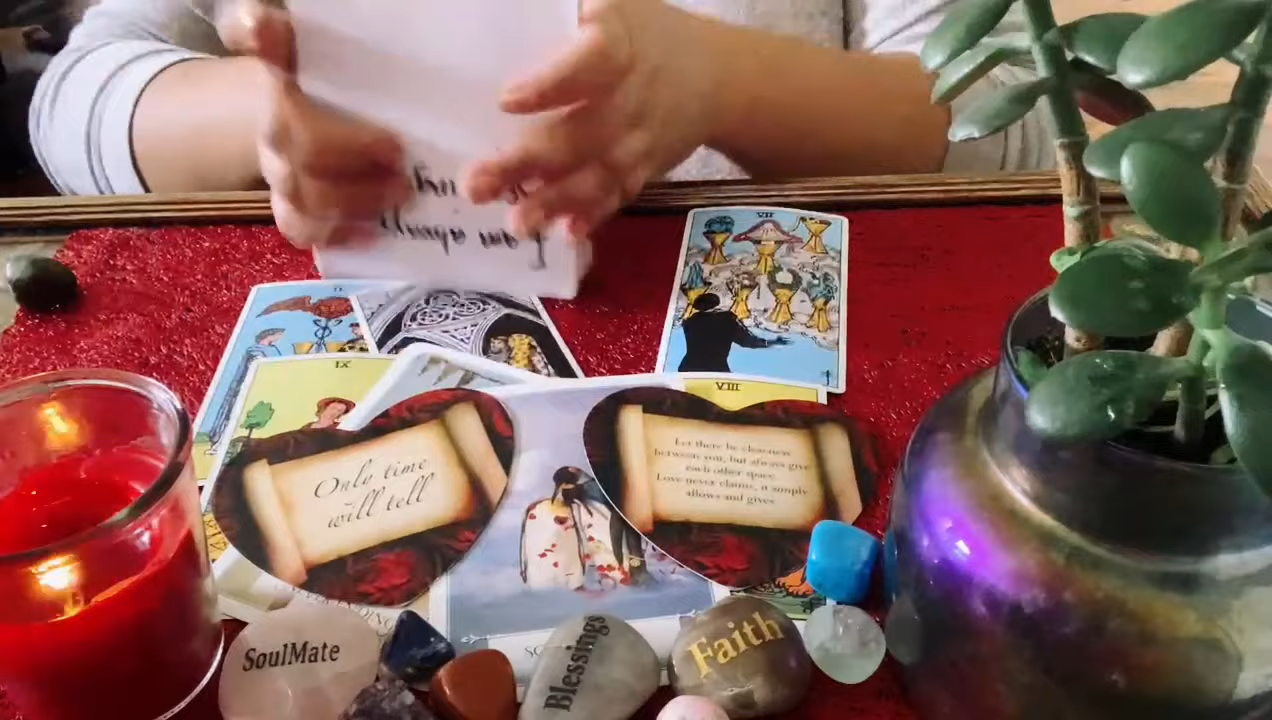 VII
IX
VIII
Only time
will tell
Let there be clearness
between you, but always give
each other space
Love never claims, it simply
allows and gives
SoulMate
Blessings
Faith